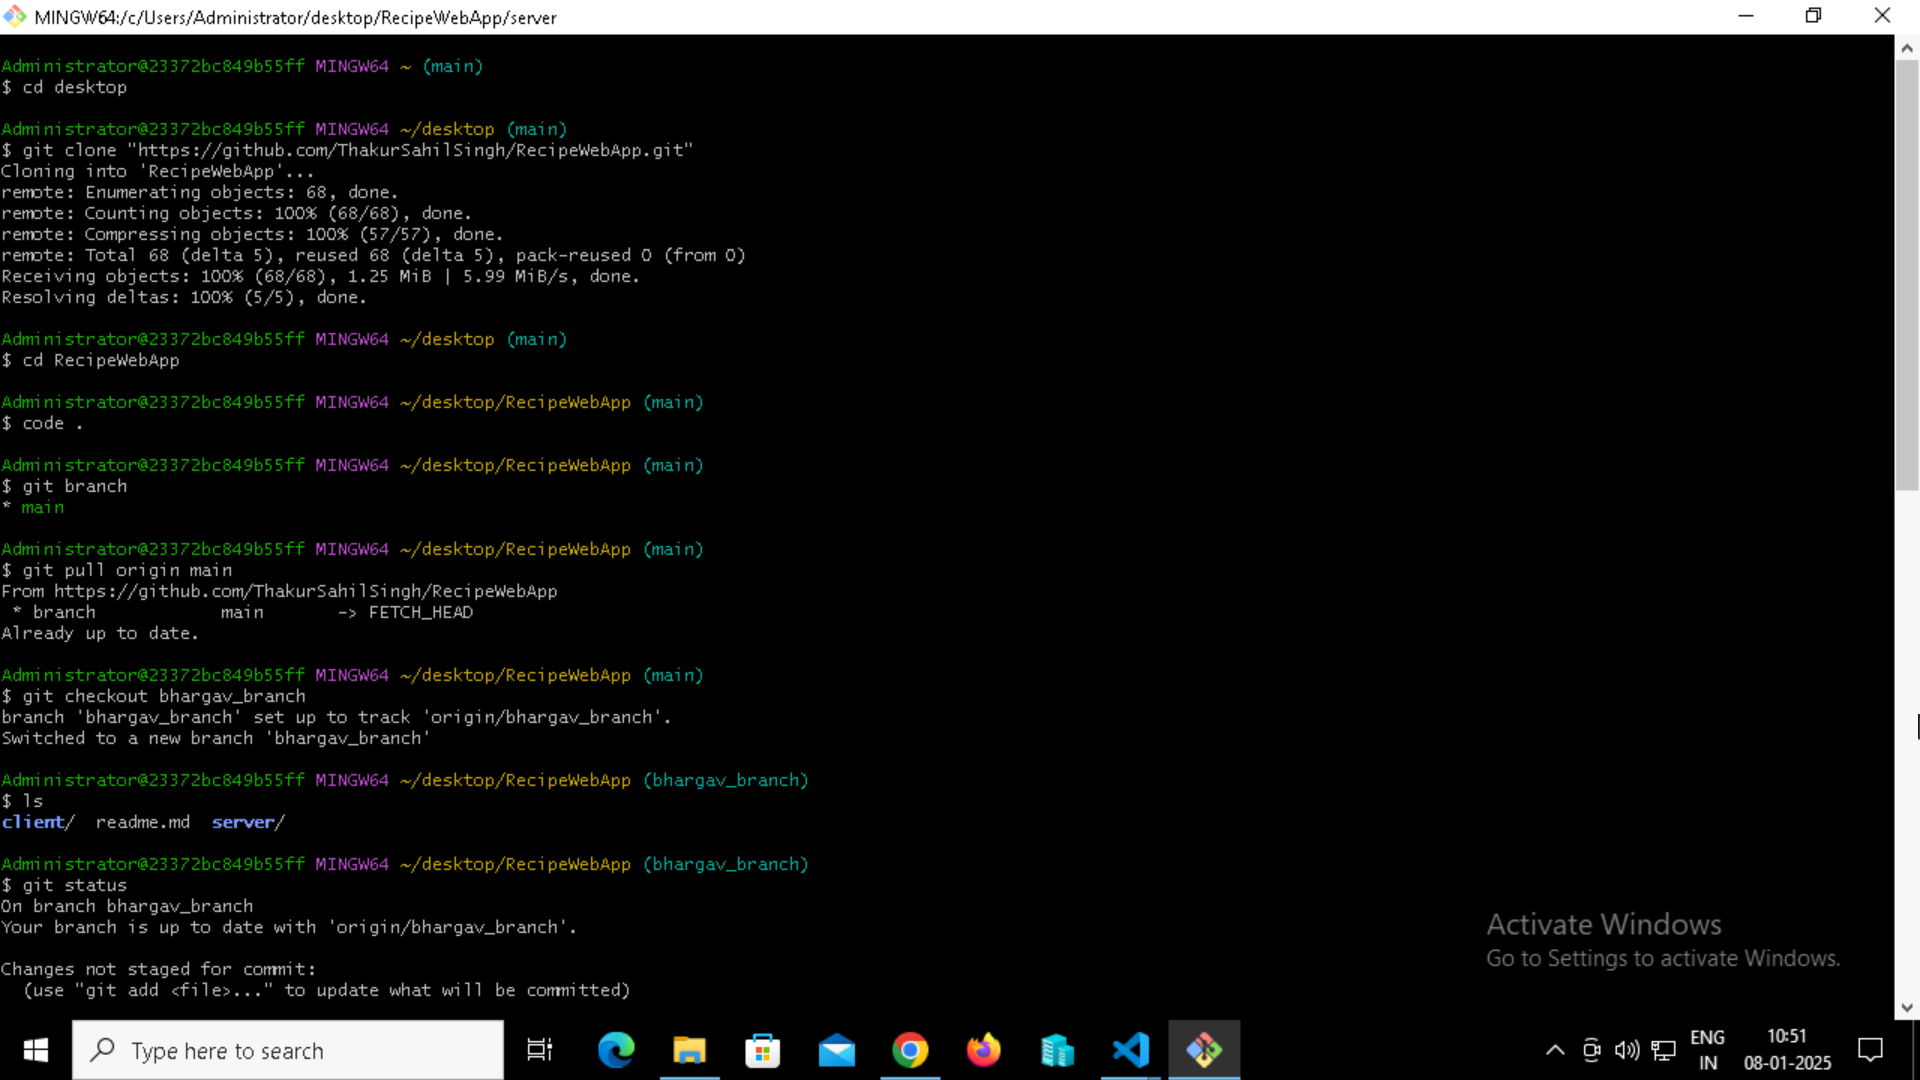 MINGW64:/c/Users/Administrator/desktop/RecipeWebApp/server
Administrator@23372bc849b55ff MINGW64 ~ (main)
$ cd desktop
Administrator@23372bc849b55ff MINGW64 ~/desktop (main)
$ git clone "https://github.com/ThakurSahilSingh/RecipeWebApp.git"
Cloning into 'RecipeWebApp'...
remote: Enumerating objects: 68, done.
remote: Counting objects: 100% (68/68), done.
remote: Compressing objects: 100% (57/57), done.
remote: Total 68 (delta 5), reused 68 (delta 5), pack-reused 0 (from 0)
Receiving objects: 100% (68/68), 1.25 MiB | 5.99 MiB/s, done.
Resolving deltas: 100% (5/5), done.
Administrator@23372bc849b55ff MINGW64 ~/desktop (main)
$ cd RecipeWebApp
Administrator@23372bc849b55ff MINGW64 ~/desktop/RecipeWebApp (main)
$ code .
Administrator@23372bc849b55ff MINGW64 ~/desktop/RecipeWebApp (main)
$ git branch
* main
Administrator@23372bc849b55ff MINGW64 ~/desktop/RecipeWebApp (main)
$ git pull origin main
From https://github.com/ThakurSahilSingh/RecipeWebApp
* branch            main       -> FETCH_HEAD
Already up to date.
Administrator@23372bc849b55ff MINGW64 ~/desktop/RecipeWebApp (main)
$ git checkout bhargav_branch
branch 'bhargav_branch' set up to track 'origin/bhargav_branch'.
Switched to a new branch 'bhargav_branch'
Administrator@23372bc849b55ff MINGW64 ~/desktop/RecipeWebApp (bhargav_branch)
$ ls
client/  readme.md  server/
Administrator@23372bc849b55ff MINGW64 ~/desktop/RecipeWebApp (bhargav_branch)
$ git status
On branch bhargav_branch
Your branch is up to date with 'origin/bhargav_branch'.
Changes not staged for commit:
(use "git add <file>..." to update what will be committed)
Activate Windows
Go to Settings to activate Windows.
Type here to search
ENG
IN
10:51
08-01-2025